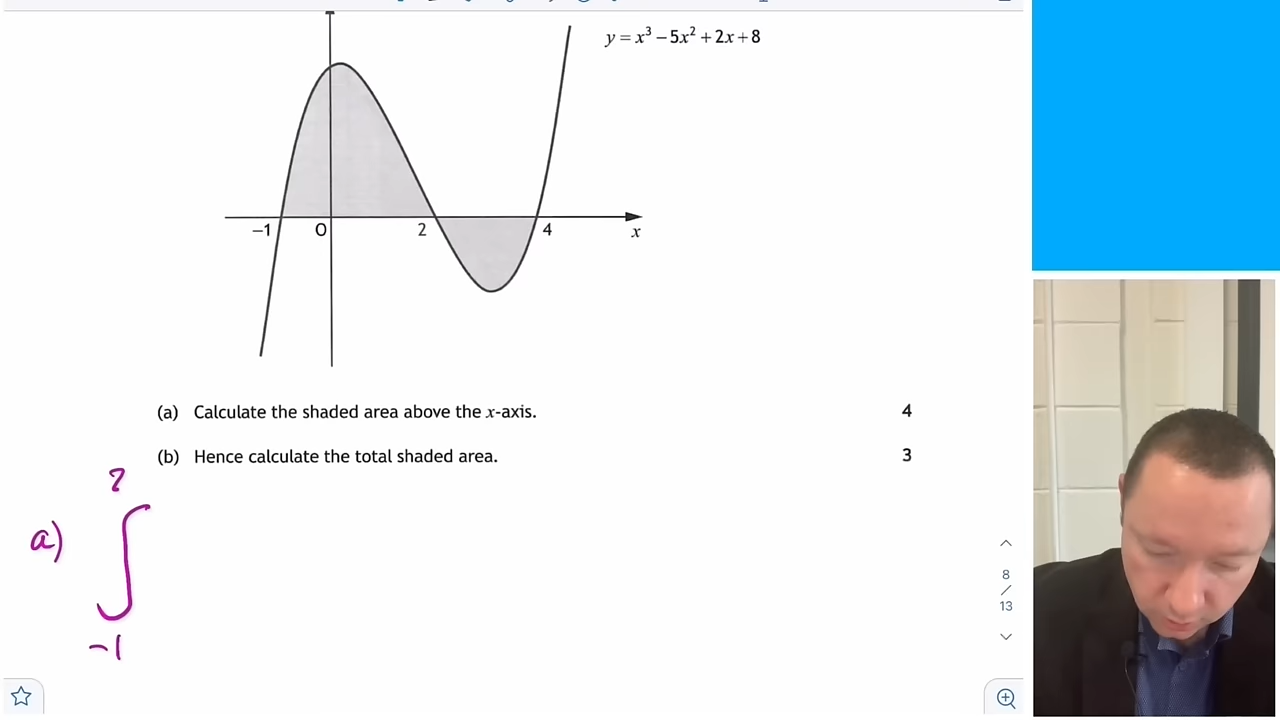 y = x³ – 5x² + 2x + 8
–1 O 2 4 x
(a) Calculate the shaded area above the x-axis. 4
(b) Hence calculate the total shaded area. 3
2
a) ∫
–1
8
/
13